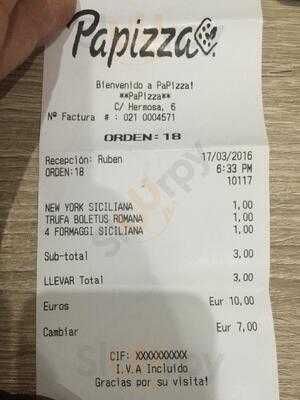 Papizza
Bienvenido a PaPizza!
**PaPizza**
C/ Hermosa, 6
Nº Factura # : 021 0004571
ORDEN: 18
Recepción: Ruben 17/03/2016
ORDEN:18 6:33 PM
10117
NEW YORK SICILIANA 1,00
TRUFA BOLETUS ROMANA 1,00
4 FORMAGGI SICILIANA 1,00
Sub-total 3,00
LLEVAR Total 3,00
Euros Eur 10,00
Cambiar Eur 7,00
CIF: XXXXXXXXXX
I.V.A Incluido
Gracias por su visita!